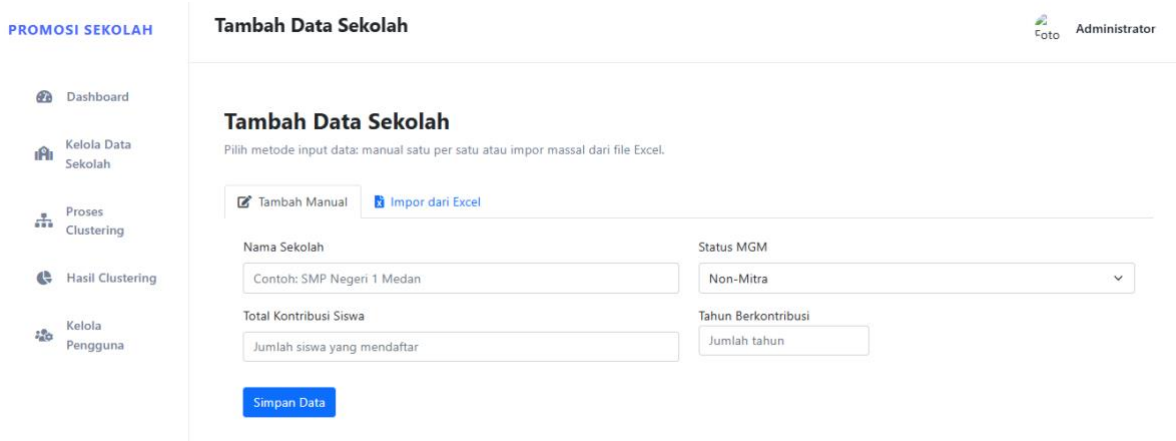 PROMOSI SEKOLAH
Tambah Data Sekolah
Foto
Administrator
Dashboard
Kelola Data
Sekolah
Proses
Clustering
Hasil Clustering
Kelola
Pengguna
Tambah Data Sekolah
Pilih metode input data: manual satu per satu atau impor massal dari file Excel.
Tambah Manual
Impor dari Excel
Nama Sekolah
Contoh: SMP Negeri 1 Medan
Status MGM
Non-Mitra
Total Kontribusi Siswa
Jumlah siswa yang mendaftar
Tahun Berkontribusi
Jumlah tahun
Simpan Data